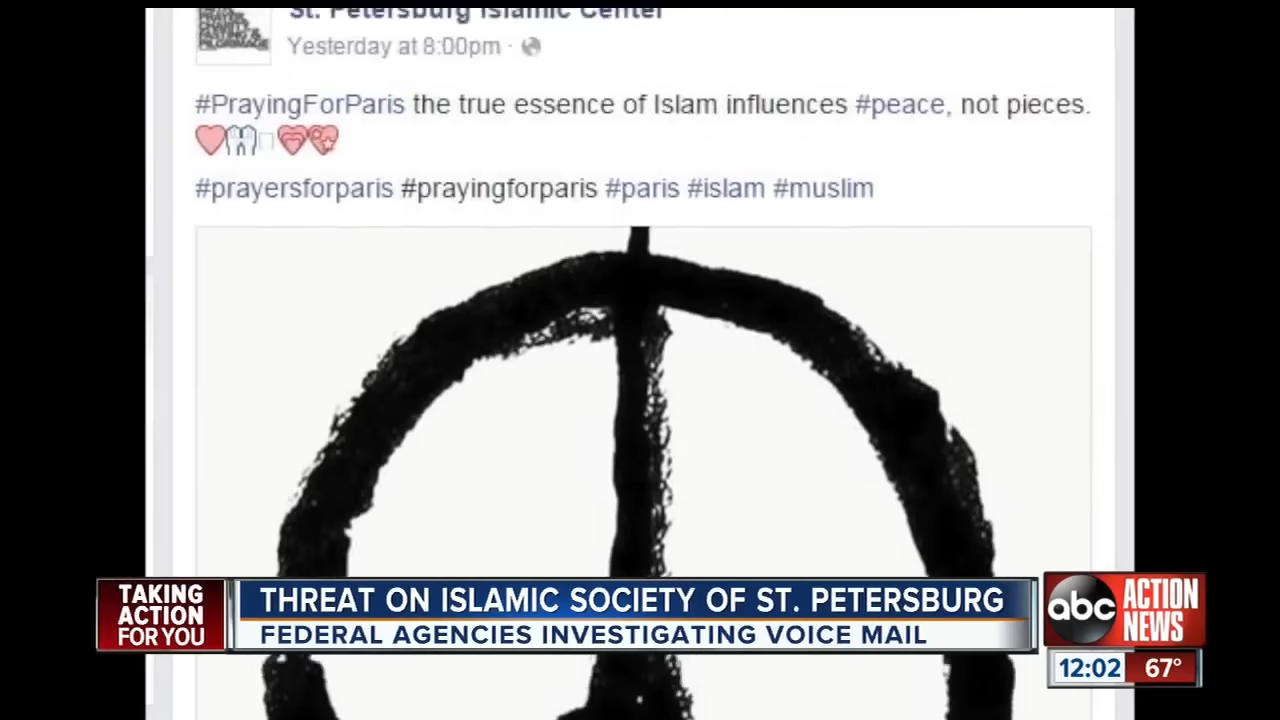 St. Petersburg Islamic Center
Yesterday at 8:00pm ·
#PrayingForParis the true essence of Islam influences #peace, not pieces.
#prayersforparis #prayingforparis #paris #islam #muslim
TAKING
ACTION
FOR YOU
THREAT ON ISLAMIC SOCIETY OF ST. PETERSBURG
FEDERAL AGENCIES INVESTIGATING VOICE MAIL
abc
ACTION
NEWS
12:02 67°